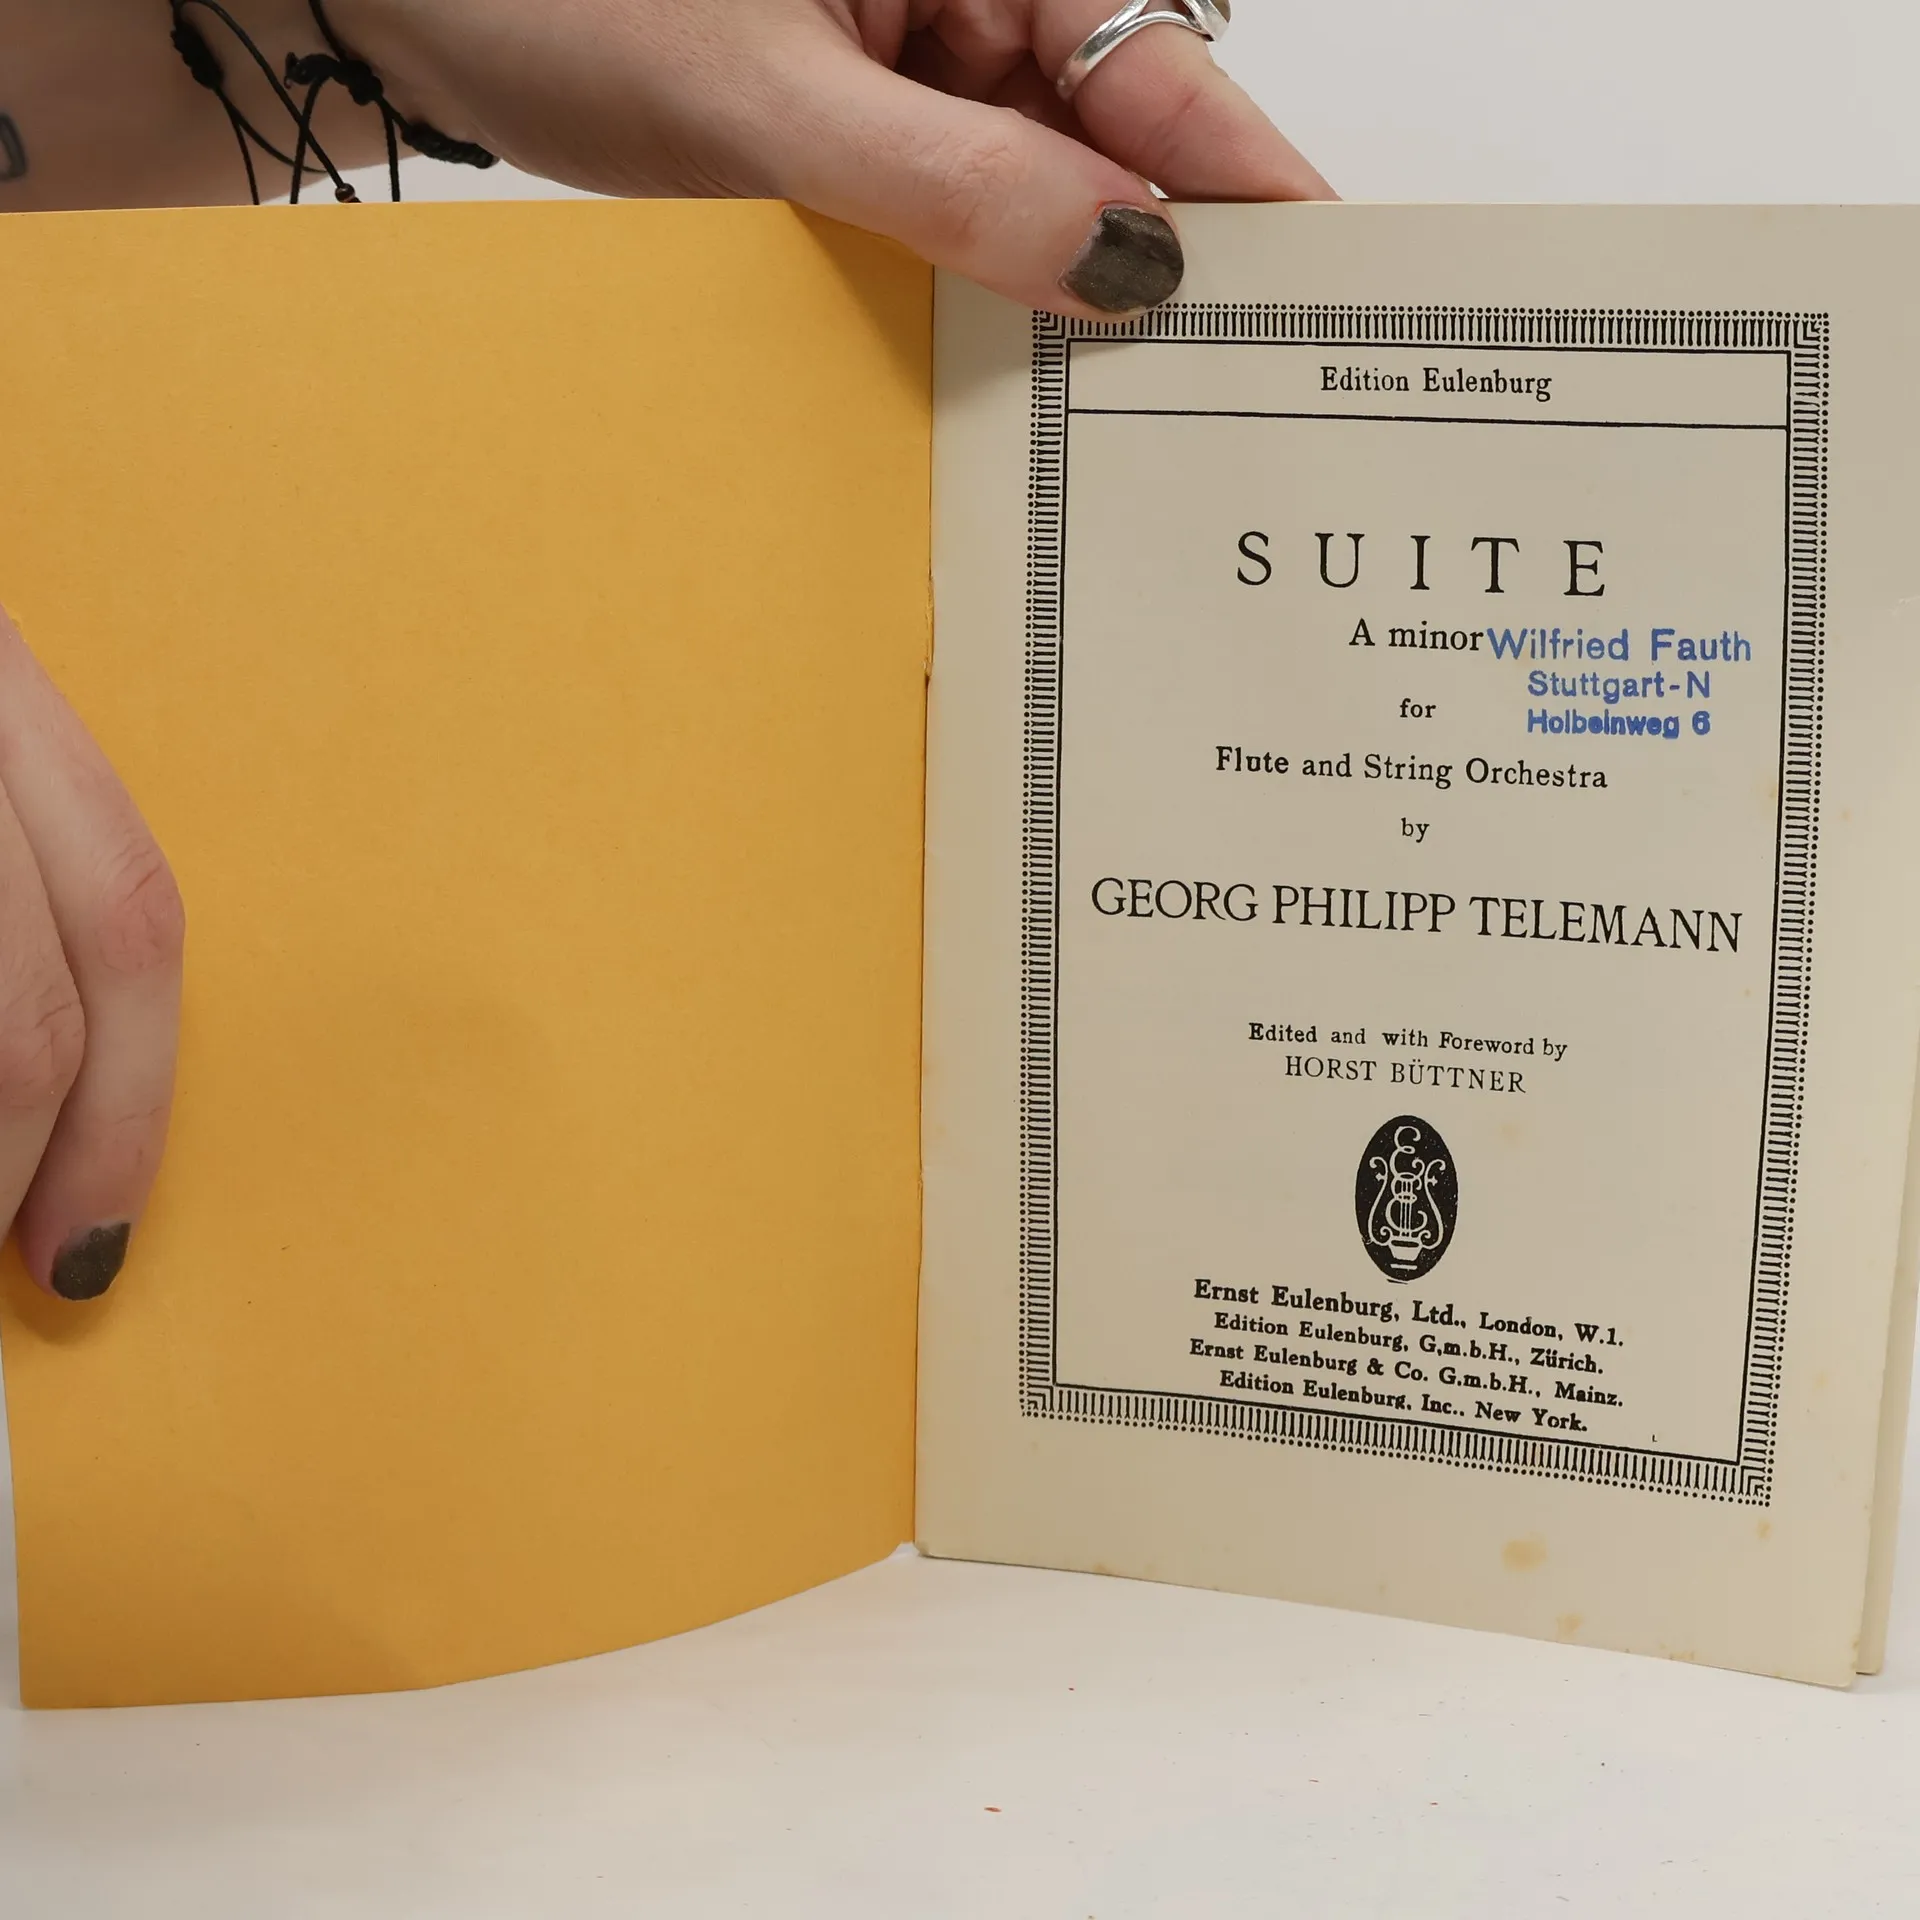 Edition Eulenburg
SUITE
A minor
Wilfried Fauth
Stuttgart-N
Holbeinweg 6
for
Flute and String Orchestra
by
GEORG PHILIPP TELEMANN
Edited and with Foreword by
HORST BÜTTNER
Ernst Eulenburg, Ltd., London, W.1.
Edition Eulenburg, G.m.b.H., Zürich.
Ernst Eulenburg & Co. G.m.b.H., Mainz.
Edition Eulenburg, Inc., New York.
L